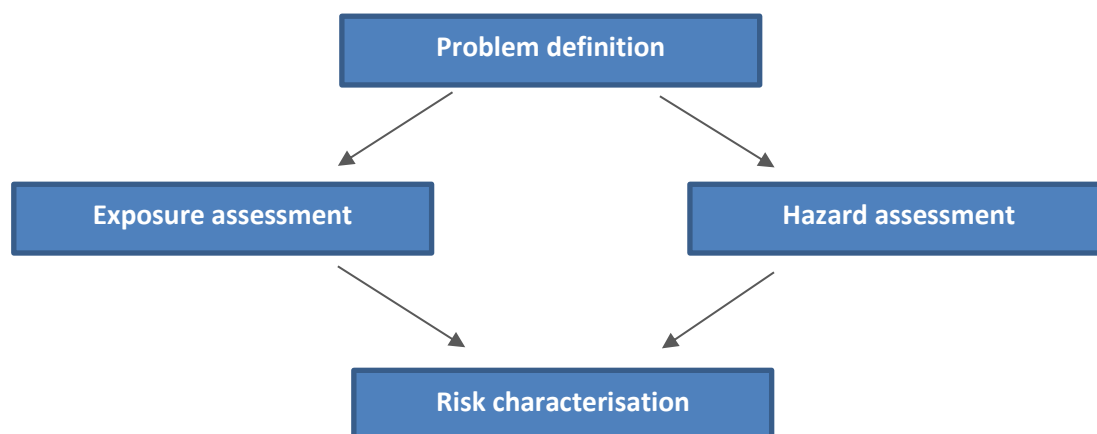 Problem definition
Exposure assessment
Hazard assessment
Risk characterisation